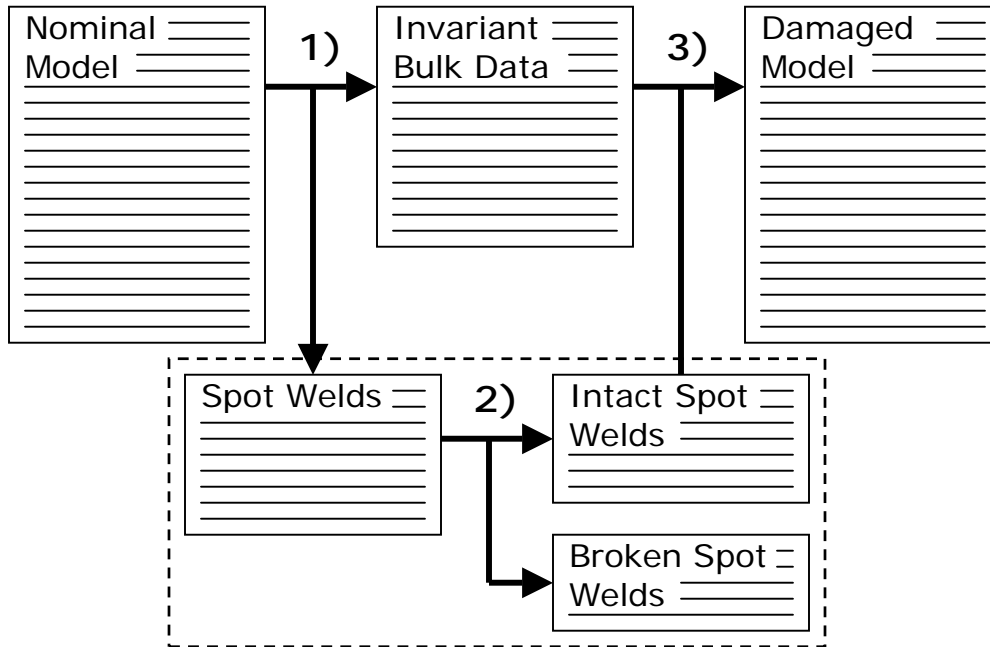 Nominal
Model
1)
Invariant
Bulk Data
3)
Damaged
Model
Spot Welds
2)
Intact Spot
Welds
Broken Spot
Welds